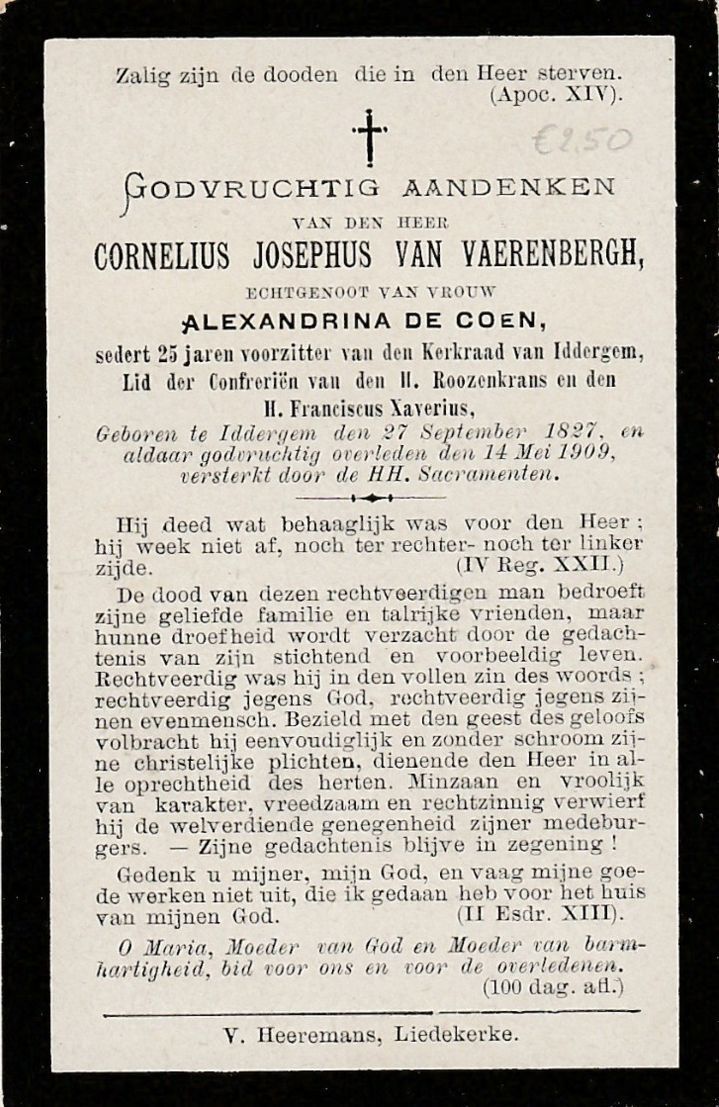 Zalig zijn de dooden die in den Heer sterven.
(Apoc. XIV).
€2,50
GODVRUCHTIG AANDENKEN
VAN DEN HEER
CORNELIUS JOSEPHUS VAN VAERENBERGH,
ECHTGENOOT VAN VROUW
ALEXANDRINA DE COEN,
sedert 25 jaren voorzitter van den Kerkraad van Iddergem,
Lid der Confreriën van den H. Roozenkrans en den
H. Franciscus Xaverius,
Geboren te Iddergem den 27 September 1827, en
aldaar godvruchtig overleden den 14 Mei 1909,
versterkt door de HH. Sacramenten.
Hij deed wat behaaglijk was voor den Heer ;
hij week niet af, noch ter rechter- noch ter linker
zijde. (IV Reg. XXII.)
De dood van dezen rechtveerdigen man bedroeft
zijne geliefde familie en talrijke vrienden, maar
hunne droefheid wordt verzacht door de gedach-
tenis van zijn stichtend en voorbeeldig leven.
Rechtveerdig was hij in den vollen zin des woords ;
rechtveerdig jegens God, rechtveerdig jegens zij-
nen evenmensch. Bezield met den geest des geloofs
volbracht hij eenvoudiglijk en zonder schroom zij-
ne christelijke plichten, dienende den Heer in al-
le oprechtheid des herten. Minzaan en vroolijk
van karakter, vreedzaam en rechtzinnig verwierf
hij de welverdiende genegenheid zijner medebur-
gers. — Zijne gedachtenis blijve in zegening !
Gedenk u mijner, mijn God, en vaag mijne goe-
de werken niet uit, die ik gedaan heb voor het huis
van mijnen God. (II Esdr. XIII).
O Maria, Moeder van God en Moeder van barm-
hartigheid, bid voor ons en voor de overledenen.
(100 dag. afl.)
V. Heeremans, Liedekerke.